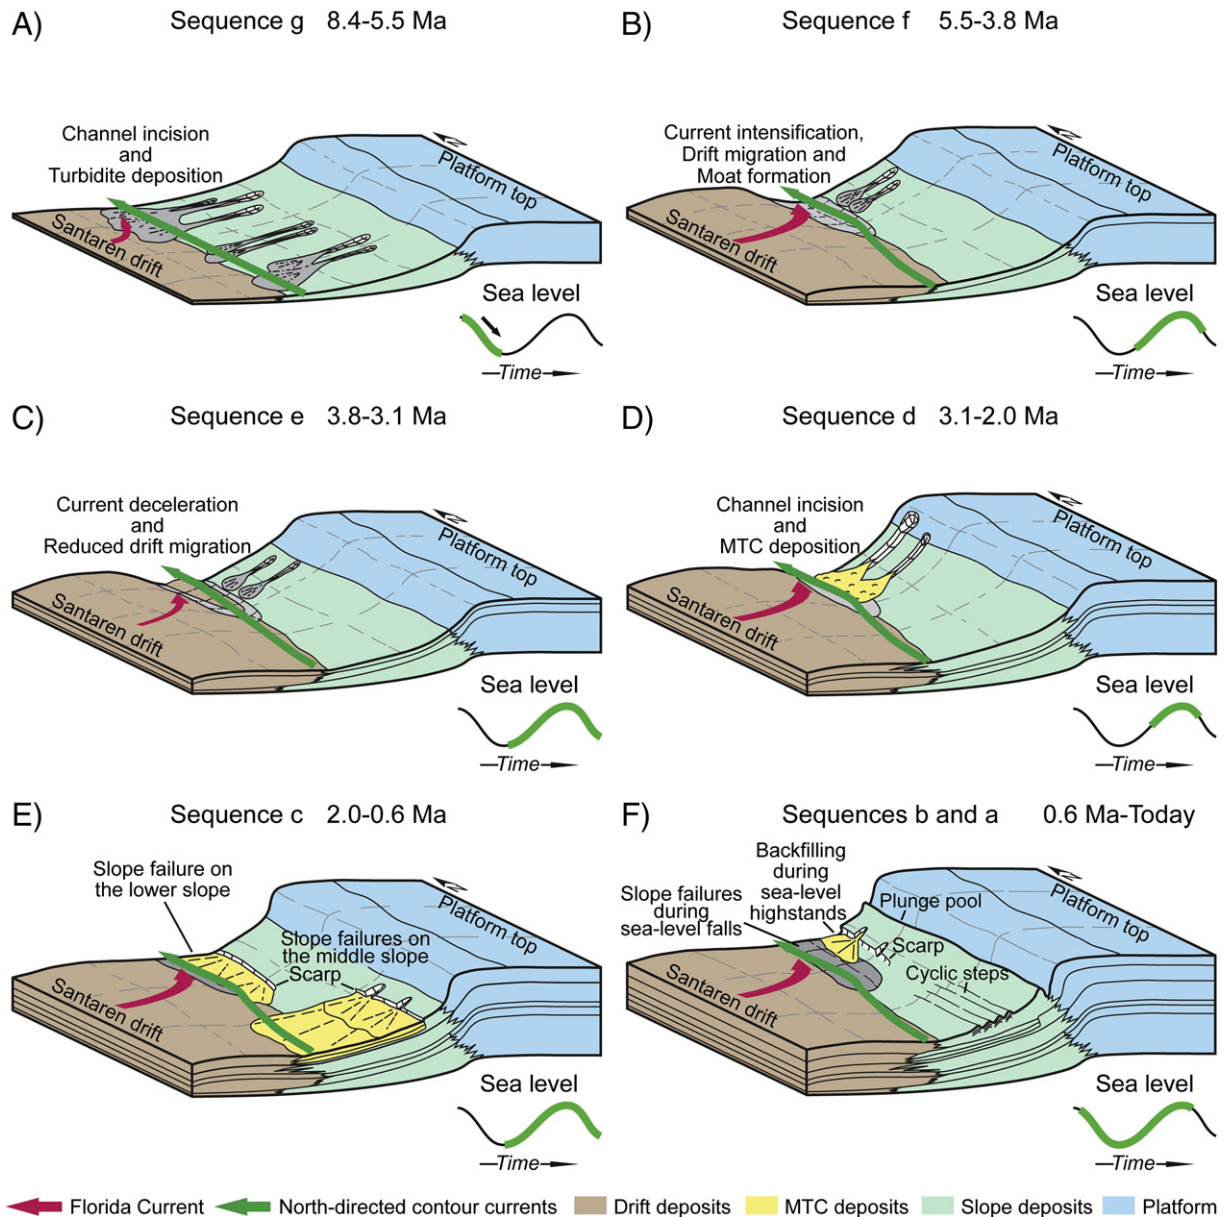 A) Sequence g 8.4-5.5 Ma
Channel incision
and
Turbidite deposition
N
Platform top
Santaren drift
Sea level
Time
B) Sequence f 5.5-3.8 Ma
Current intensification,
Drift migration and
Moat formation
N
Platform top
Santaren drift
Sea level
Time
C) Sequence e 3.8-3.1 Ma
Current deceleration
and
Reduced drift migration
N
Platform top
Santaren drift
Sea level
Time
D) Sequence d 3.1-2.0 Ma
Channel incision
and
MTC deposition
N
Platform top
Santaren drift
Sea level
Time
E) Sequence c 2.0-0.6 Ma
Slope failure on
the lower slope
N
Platform top
Slope failures on
the middle slope
Scarp
Santaren drift
Sea level
Time
F) Sequences b and a 0.6 Ma-Today
Backfilling
during
sea-level
highstands
Slope failures
during
sea-level falls
N
Platform top
Plunge pool
Scarp
Cyclic steps
Santaren drift
Sea level
Time
Florida Current North-directed contour currents Drift deposits MTC deposits Slope deposits Platform